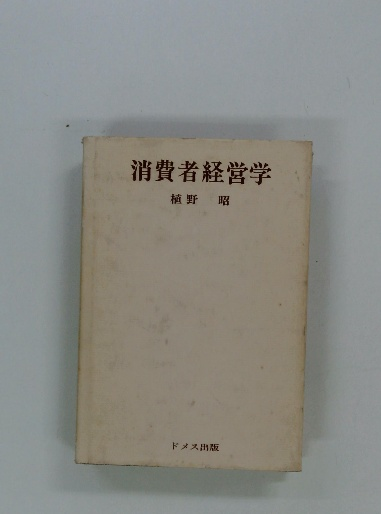 消費者経営学
植野 昭
ドメス出版